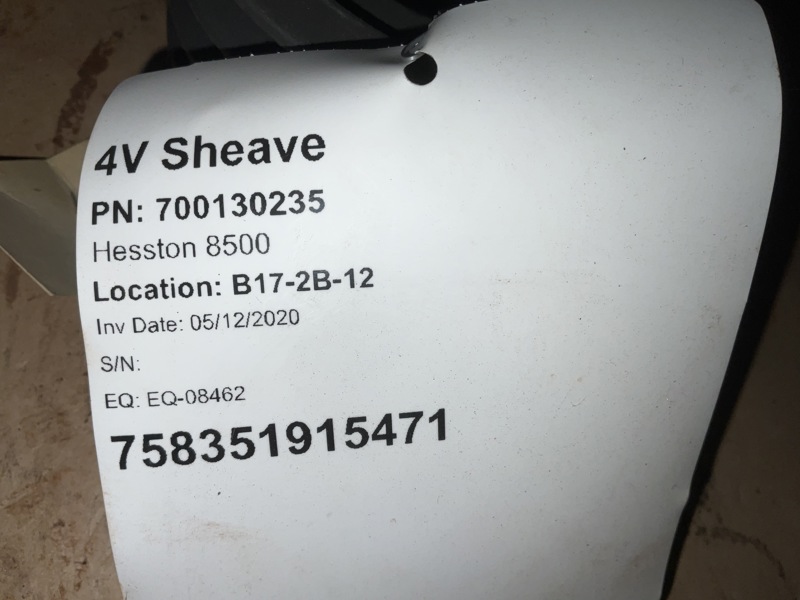 4V Sheave
PN: 700130235
Hesston 8500
Location: B17-2B-12
Inv Date: 05/12/2020
S/N:
EQ: EQ-08462
758351915471